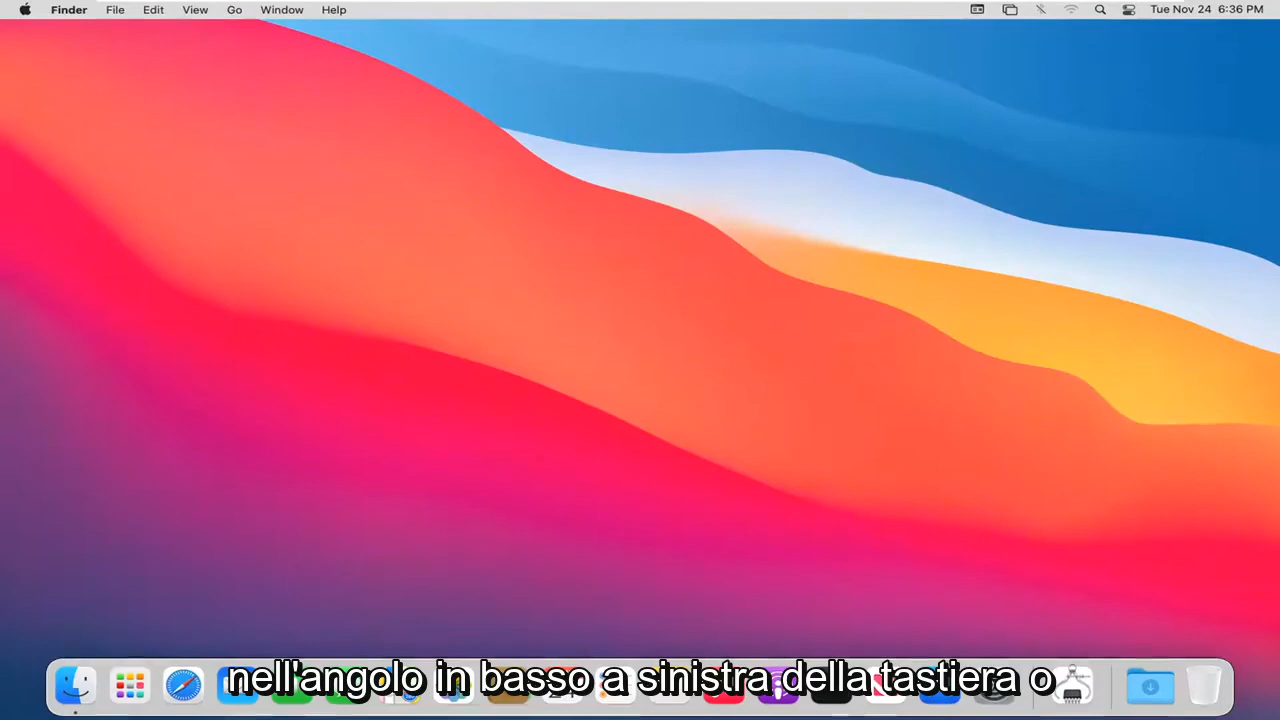 Finder File Edit View Go Window Help Tue Nov 24 6:36 PM
nell'angolo in basso a sinistra della tastiera o